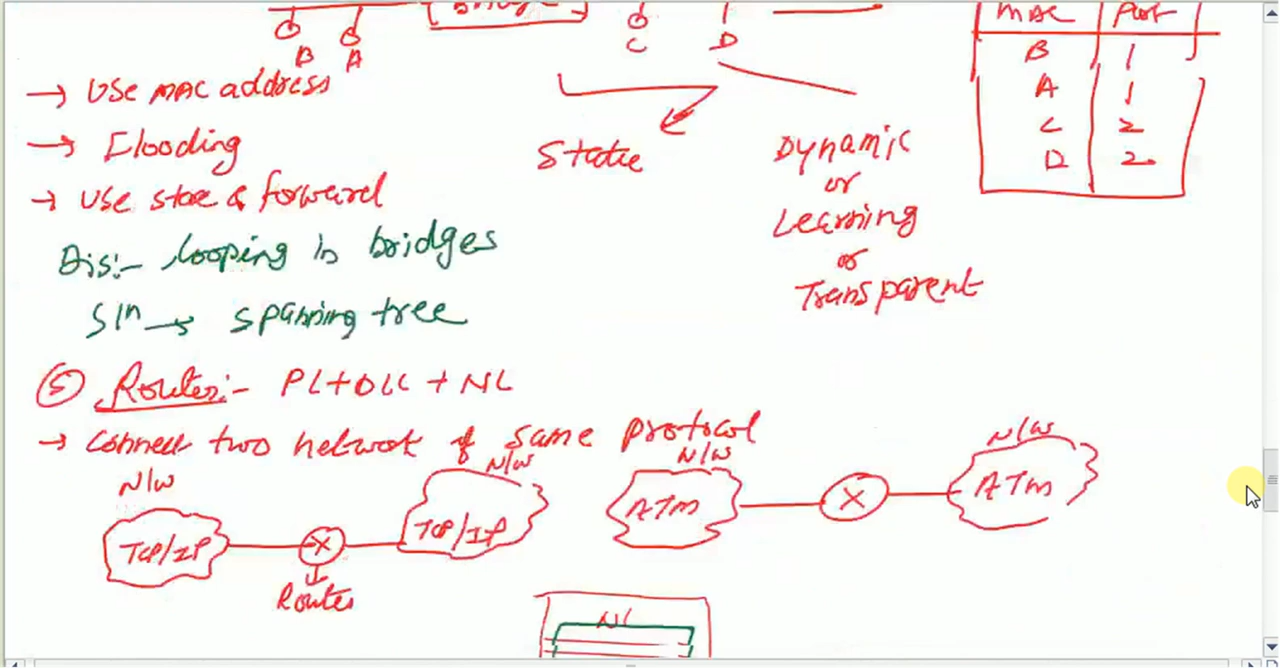 Bridge
B A C D
MAC Port
B 1
A 1
C 2
D 2
→ Use MAC address
→ Flooding
→ Use stoe & forward
Static
Dynamic
or
Learning
or
Transparent
Dis:- looping in bridges
Sln → spanning tree
⑤ Router:- PL+DLL+NL
→ Connect two network of same protocol
N/W N/W N/W N/W
TCP/IP X TCP/IP ATM X ATM
Router
NL